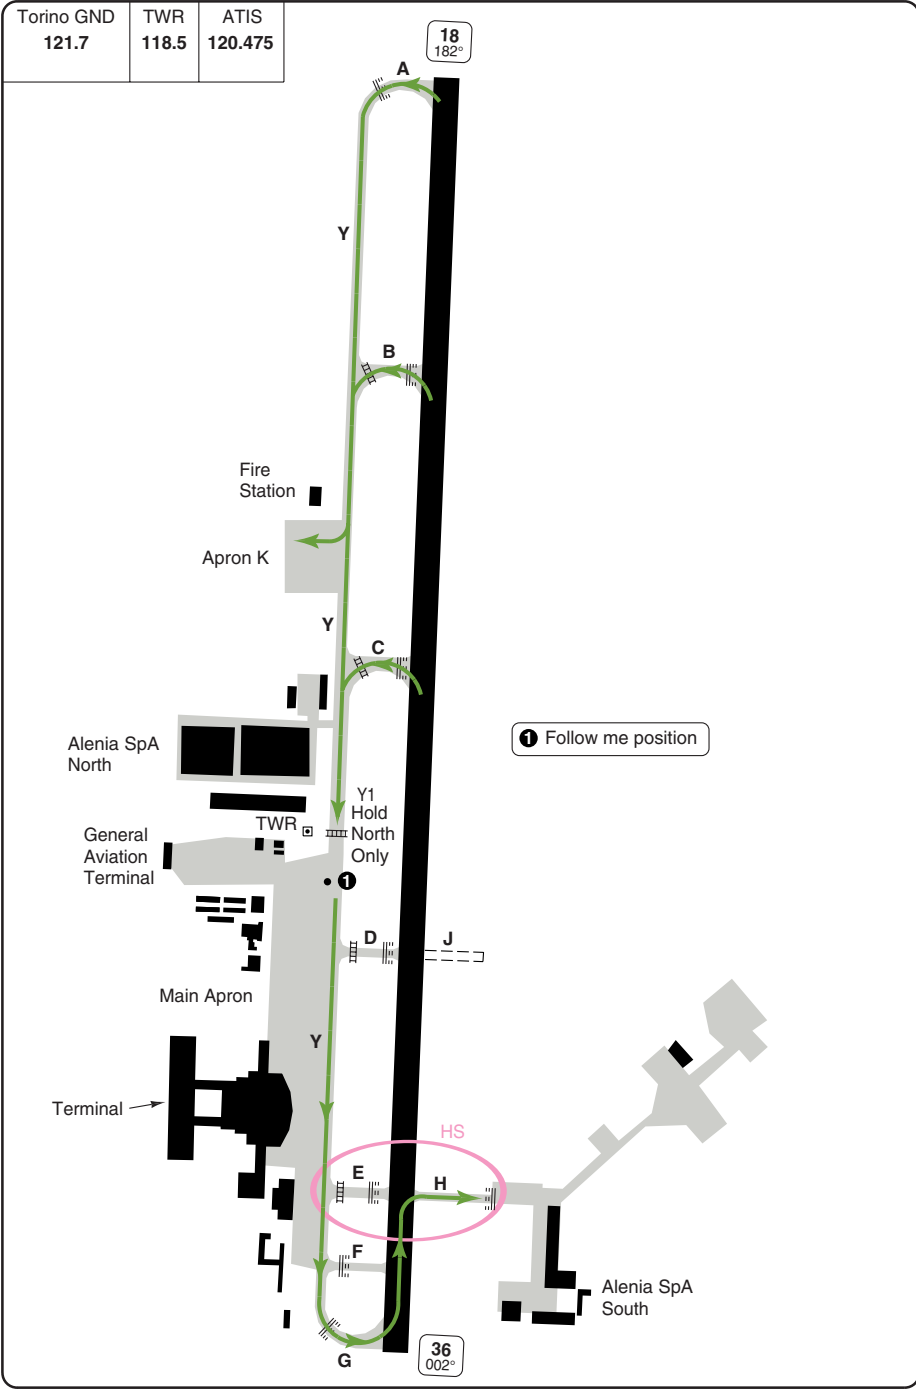 Torino GND
121.7
TWR
118.5
ATIS
120.475
18
182°
A
Y
B
Fire
Station
Apron K
Y
C
Alenia SpA
North
1 Follow me position
Y1
Hold
North
Only
TWR
General
Aviation
Terminal
1
D
J
Main Apron
Y
Terminal
HS
E
H
F
Alenia SpA
South
G
36
002°